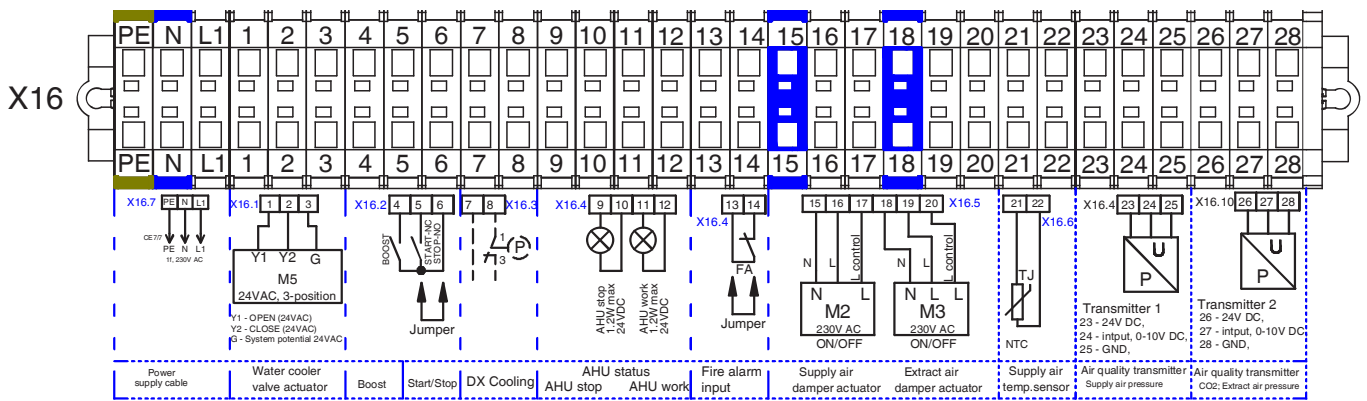 PE N L1 1 2 3 4 5 6 7 8 9 10 11 12 13 14 15 16 17 18 19 20 21 22 23 24 25 26 27 28
X16
PE N L1 1 2 3 4 5 6 7 8 9 10 11 12 13 14 15 16 17 18 19 20 21 22 23 24 25 26 27 28
X16.7 PE N L1
CE7/7
PE N L1
1f, 230V AC
X16.1 1 2 3
Y1 Y2 G
M5
24VAC, 3-position
Y1 - OPEN (24VAC)
Y2 - CLOSE (24VAC)
G - System potential 24VAC
X16.2 4 5 6
BOOST
START-NC
STOP-NO
Jumper
7 8 X16.3
1
3
P
X16.4 9 10 11 12
AHU stop
1.2W max
24VDC
AHU work
1.2W max
24VDC
13 14
X16.4
FA
Jumper
15 16 17 18 19 20 X16.5
N L L control
N L L control
N L
M2
230V AC
ON/OFF
N L L
M3
230V AC
ON/OFF
21 22
X16.6
TJ
NTC
X16.4 23 24 25
U
P
Transmitter 1
23 - 24V DC,
24 - intput, 0-10V DC
25 - GND,
X16.10 26 27 28
U
P
Transmitter 2
26 - 24V DC,
27 - intput, 0-10V DC
28 - GND,
Power
supply cable
Water cooler
valve actuator
Boost
Start/Stop
DX Cooling
AHU status
AHU stop AHU work
Fire alarm
input
Supply air
damper actuator
Extract air
damper actuator
Supply air
temp.sensor
Air quality transmitter
Supply air pressure
Air quality transmitter
CO2; Extract air pressure